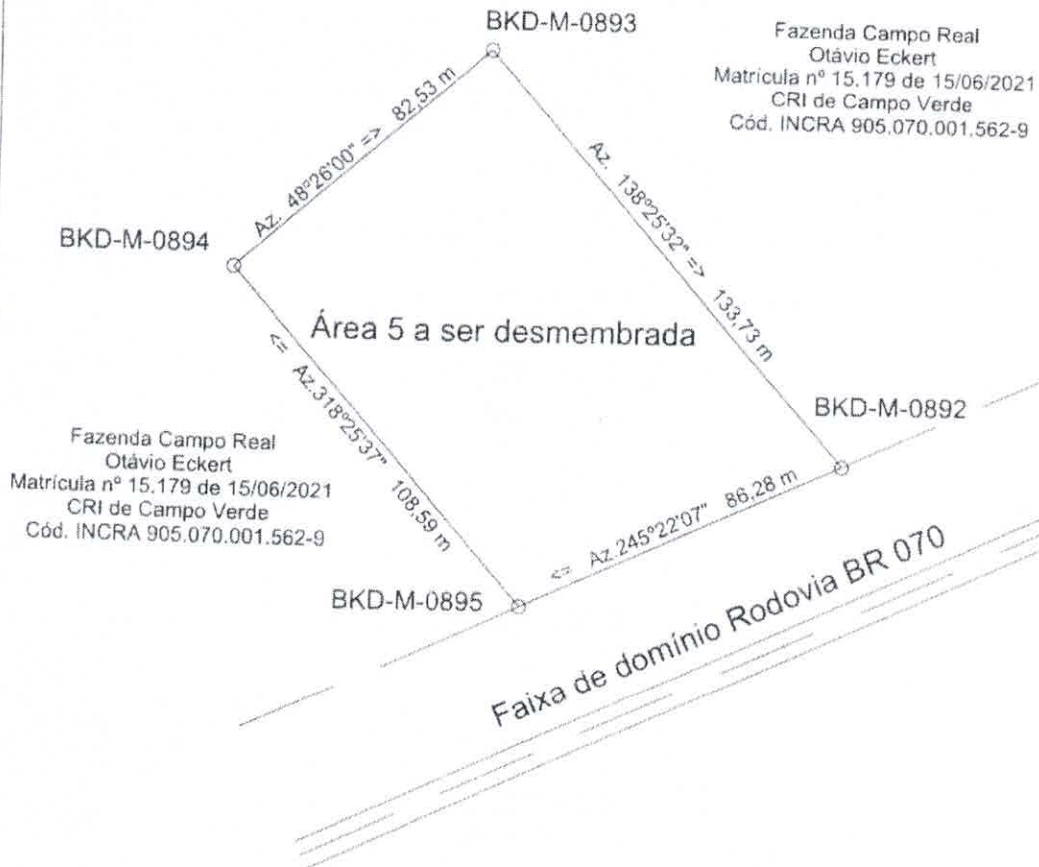 BKD-M-0893
Fazenda Campo Real
Otávio Eckert
Matrícula nº 15.179 de 15/06/2021
CRI de Campo Verde
Cód. INCRA 905.070.001.562-9
Az. 48°26'00" => 82,53 m
Az. 138°25'32" => 133,73 m
BKD-M-0894
Área 5 a ser desmembrada
<= Az.318°25'37" 108,59 m
BKD-M-0892
Fazenda Campo Real
Otávio Eckert
Matrícula nº 15.179 de 15/06/2021
CRI de Campo Verde
Cód. INCRA 905.070.001.562-9
<= Az.245°22'07" 86,28 m
BKD-M-0895
Faixa de domínio Rodovia BR 070